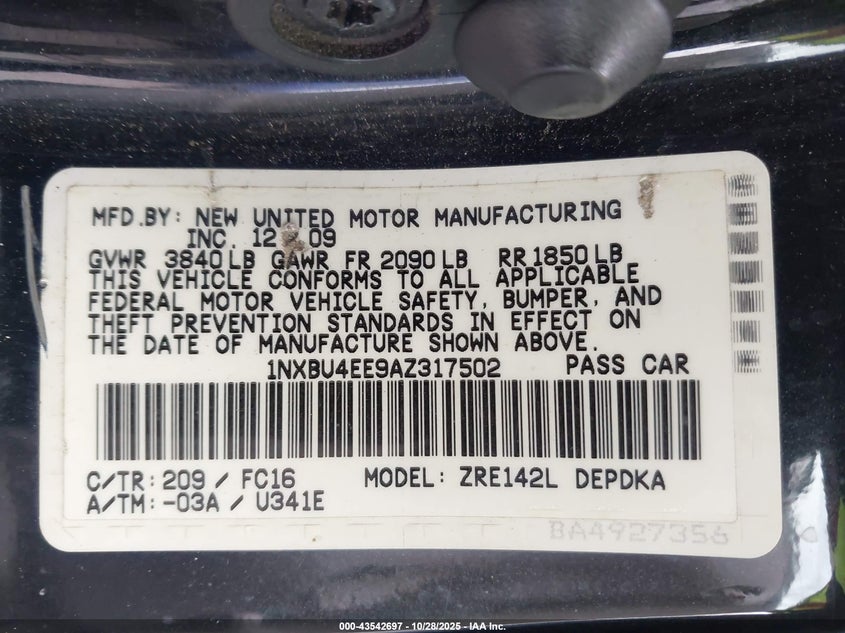 MFD.BY: NEW UNITED MOTOR MANUFACTURING
INC. 12 09
GVWR 3840 LB GAWR FR 2090 LB RR 1850 LB
THIS VEHICLE CONFORMS TO ALL APPLICABLE
FEDERAL MOTOR VEHICLE SAFETY, BUMPER, AND
THEFT PREVENTION STANDARDS IN EFFECT ON
THE DATE OF MANUFACTURE SHOWN ABOVE.
1NXBU4EE9AZ317502 PASS CAR
C/TR: 209 / FC16 MODEL: ZRE142L DEPDKA
A/TM: -03A / U341E
BA4927356
000-43542697 - 10/28/2025 - IAA Inc.